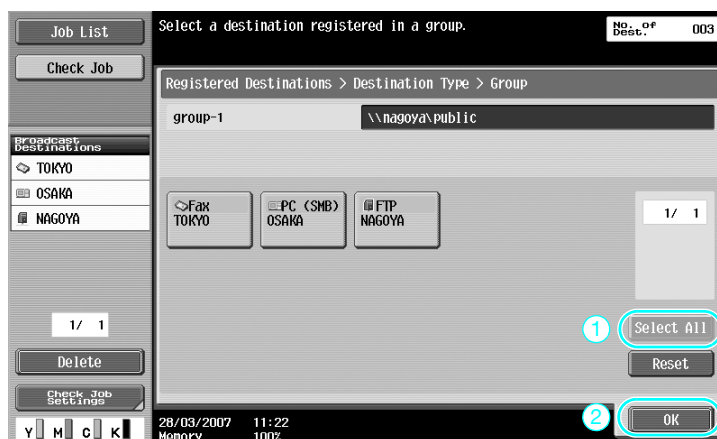 Job List
Check Job
Broadcast
Destinations
TOKYO
OSAKA
NAGOYA
1/ 1
Delete
Check Job
Settings
Y M C K
Select a destination registered in a group.
No. of
Dest. 003
Registered Destinations > Destination Type > Group
group-1 \\nagoya\public
Fax
TOKYO
PC (SMB)
OSAKA
FTP
NAGOYA
1/ 1
1 Select All
Reset
2 OK
28/03/2007 11:22
Memory 100%